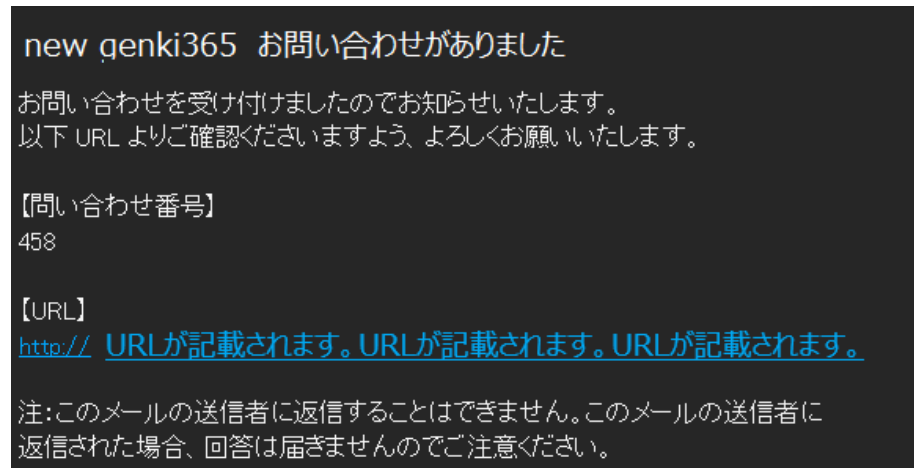 new genki365 お問い合わせがありました
お問い合わせを受け付けましたのでお知らせいたします。
以下 URL よりご確認くださいますよう、よろしくお願いいたします。
【問い合わせ番号】
458
【URL】
http:// URLが記載されます。URLが記載されます。URLが記載されます。
注:このメールの送信者に返信することはできません。このメールの送信者に
返信された場合、回答は届きませんのでご注意ください。